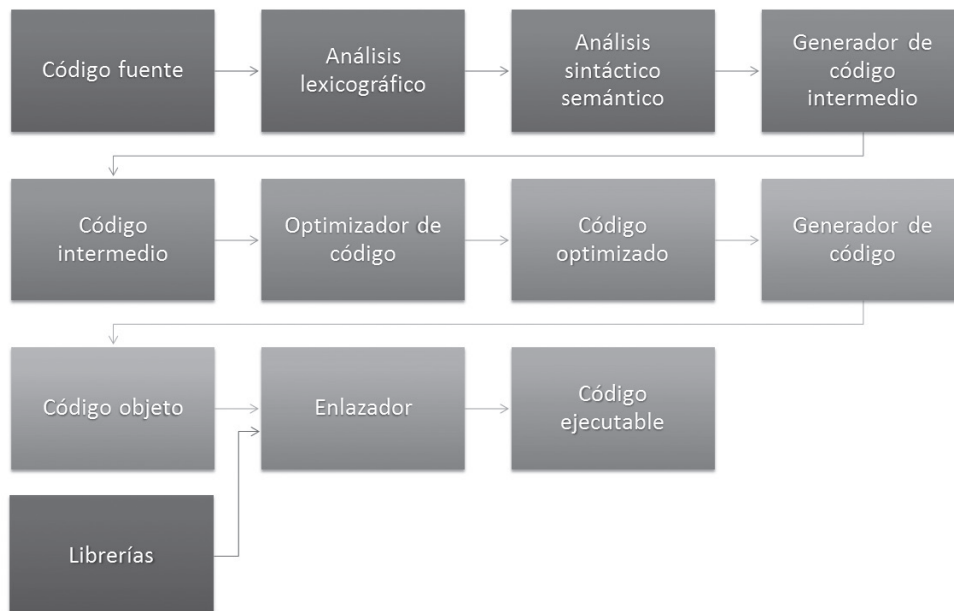 Código fuente
Análisis
lexicográfico
Análisis
sintáctico
semántico
Generador de
código
intermedio
Código
intermedio
Optimizador de
código
Código
optimizado
Generador de
código
Código objeto
Enlazador
Código
ejecutable
Librerías